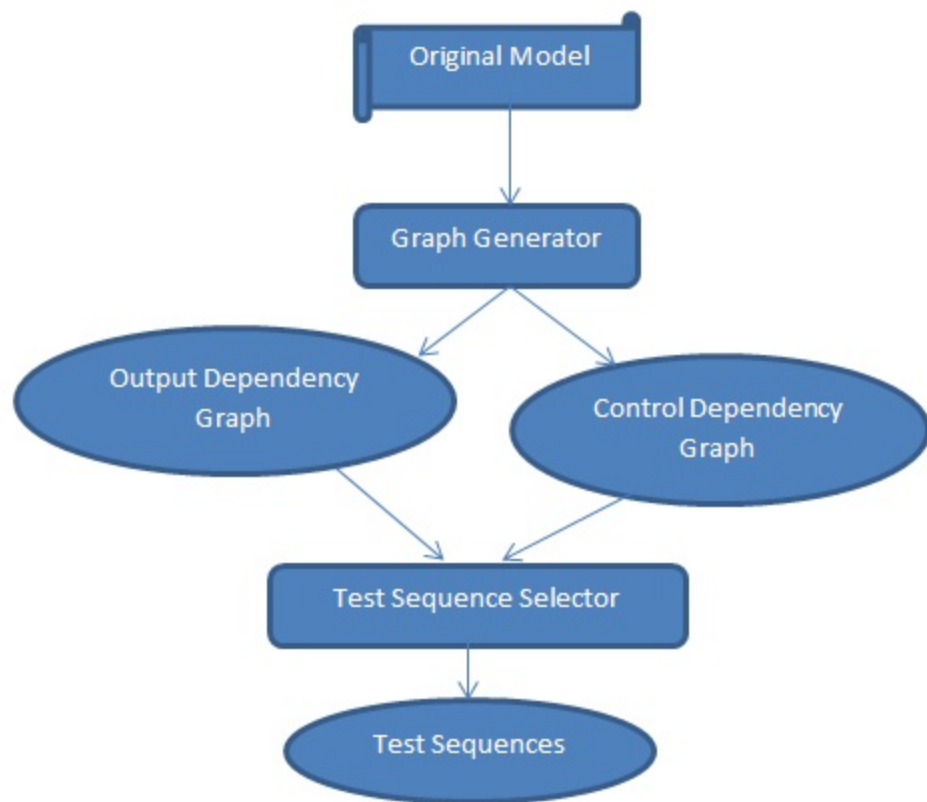 Original Model
Graph Generator
Output Dependency
Graph
Control Dependency
Graph
Test Sequence Selector
Test Sequences